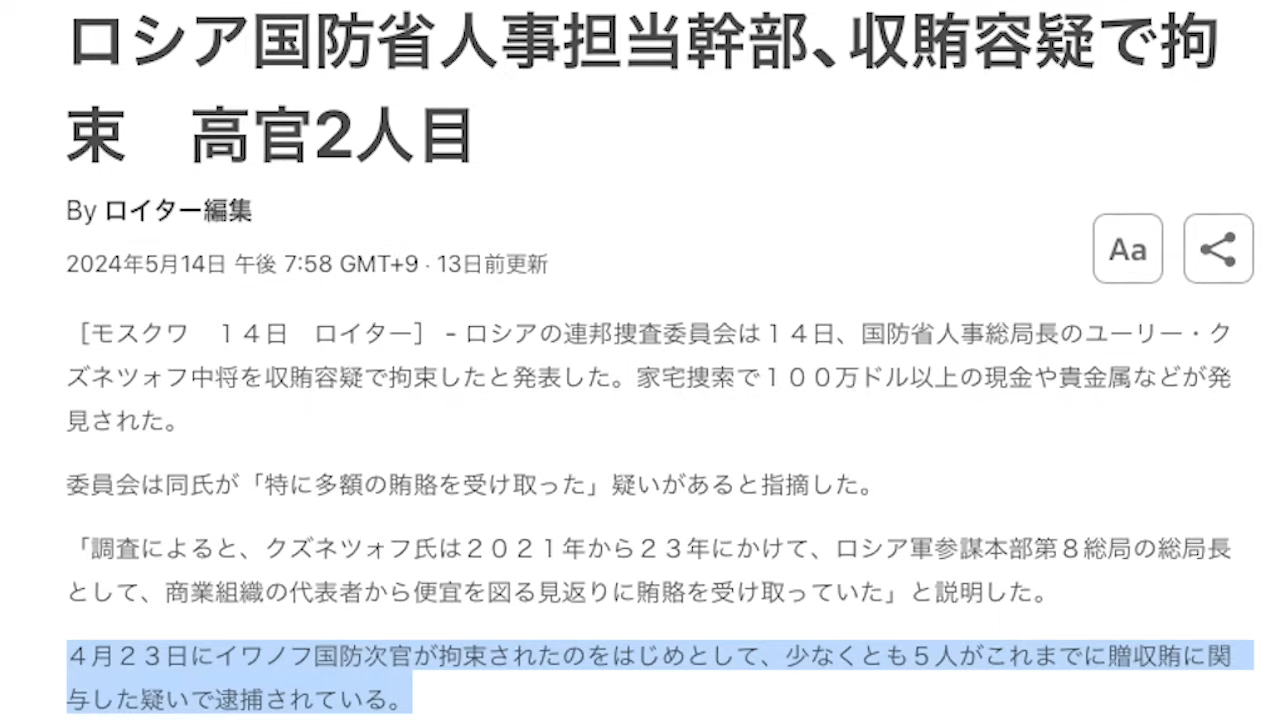 ロシア国防省人事担当幹部、収賄容疑で拘
束　高官2人目
By ロイター編集
2024年5月14日 午後 7:58 GMT+9 · 13日前更新
Aa
［モスクワ　１４日　ロイター］ - ロシアの連邦捜査委員会は１４日、国防省人事総局長のユーリー・ク
ズネツォフ中将を収賄容疑で拘束したと発表した。家宅捜索で１００万ドル以上の現金や貴金属などが発
見された。
委員会は同氏が「特に多額の賄賂を受け取った」疑いがあると指摘した。
「調査によると、クズネツォフ氏は２０２１年から２３年にかけて、ロシア軍参謀本部第８総局の総局長
として、商業組織の代表者から便宜を図る見返りに賄賂を受け取っていた」と説明した。
４月２３日にイワノフ国防次官が拘束されたのをはじめとして、少なくとも５人がこれまでに贈収賄に関
与した疑いで逮捕されている。